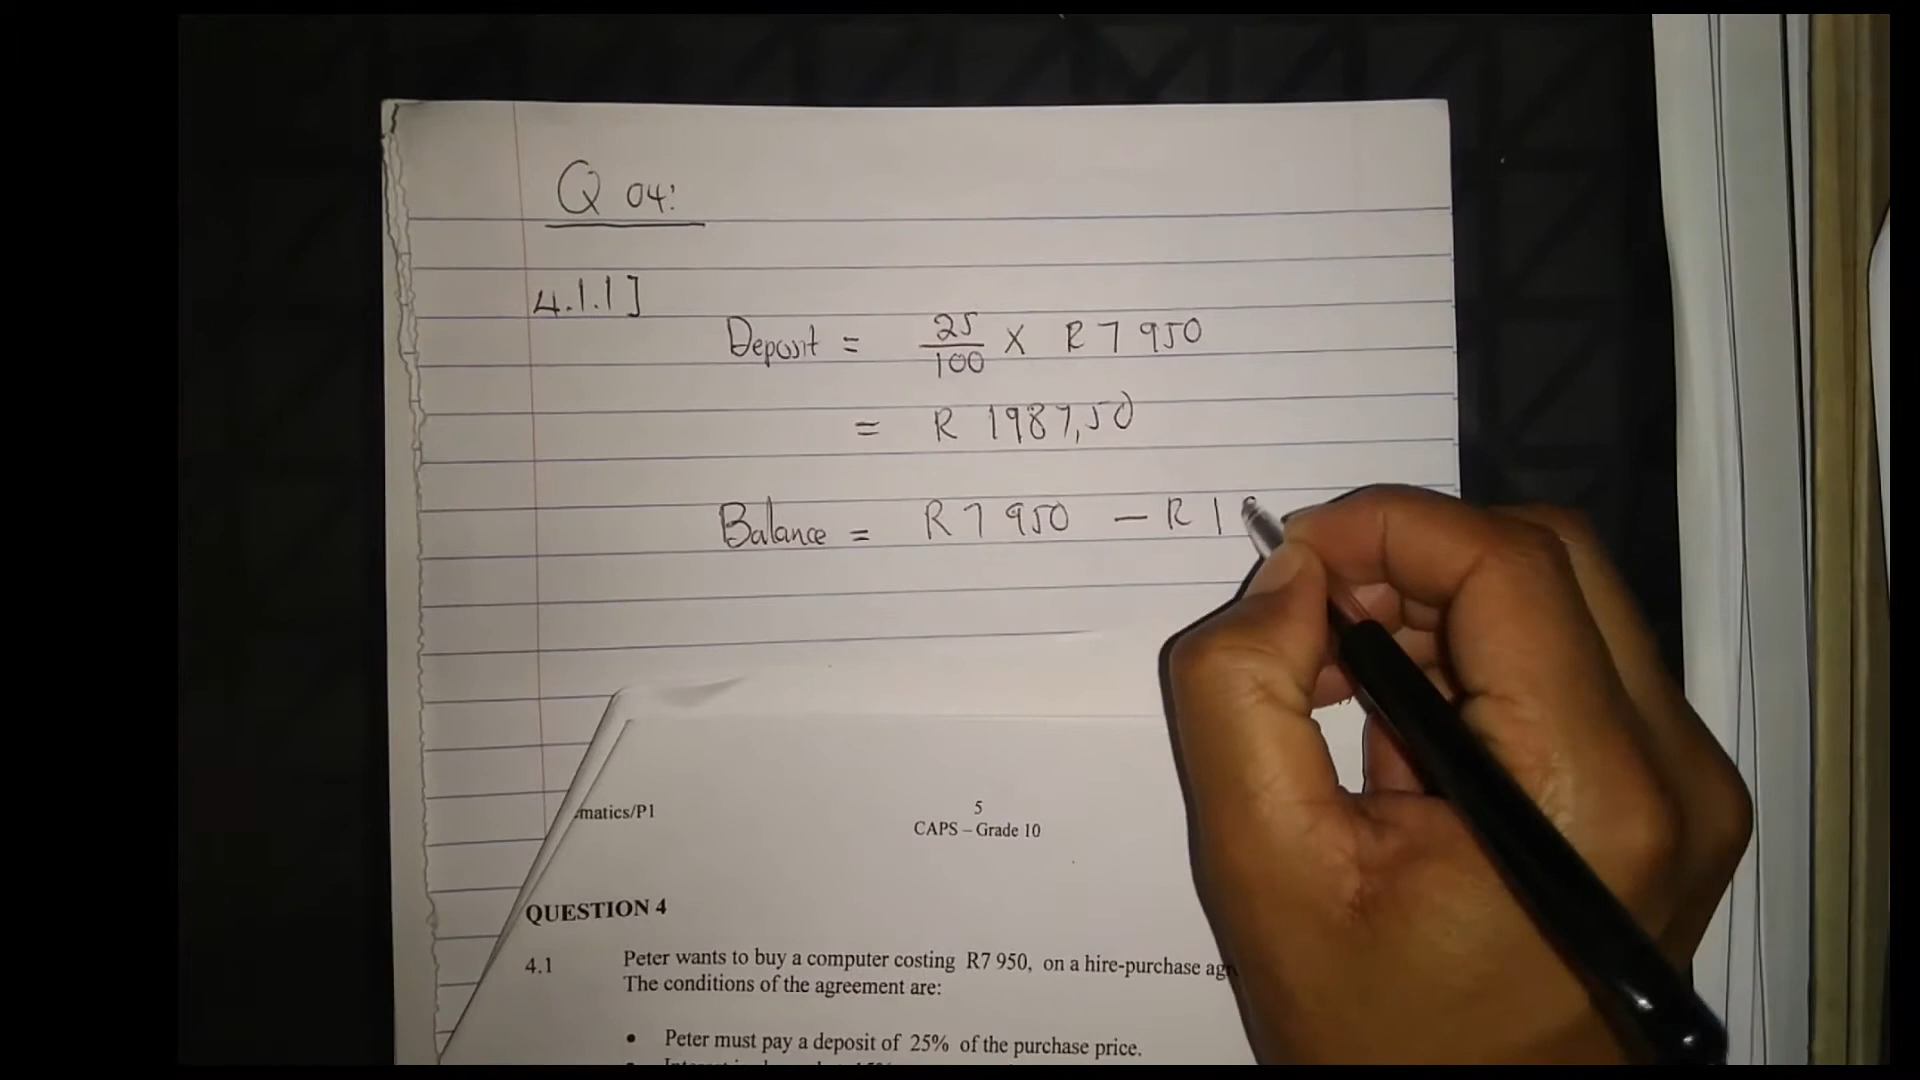 Q 04:
4.1.1]
Deposit = 25/100 X R 7 950
= R 1987,50
Balance = R 7 950 — R 1
matics/P1
5
CAPS – Grade 10
QUESTION 4
4.1 Peter wants to buy a computer costing R7 950, on a hire-purchase
The conditions of the agreement are:
• Peter must pay a deposit of 25% of the purchase price.
•